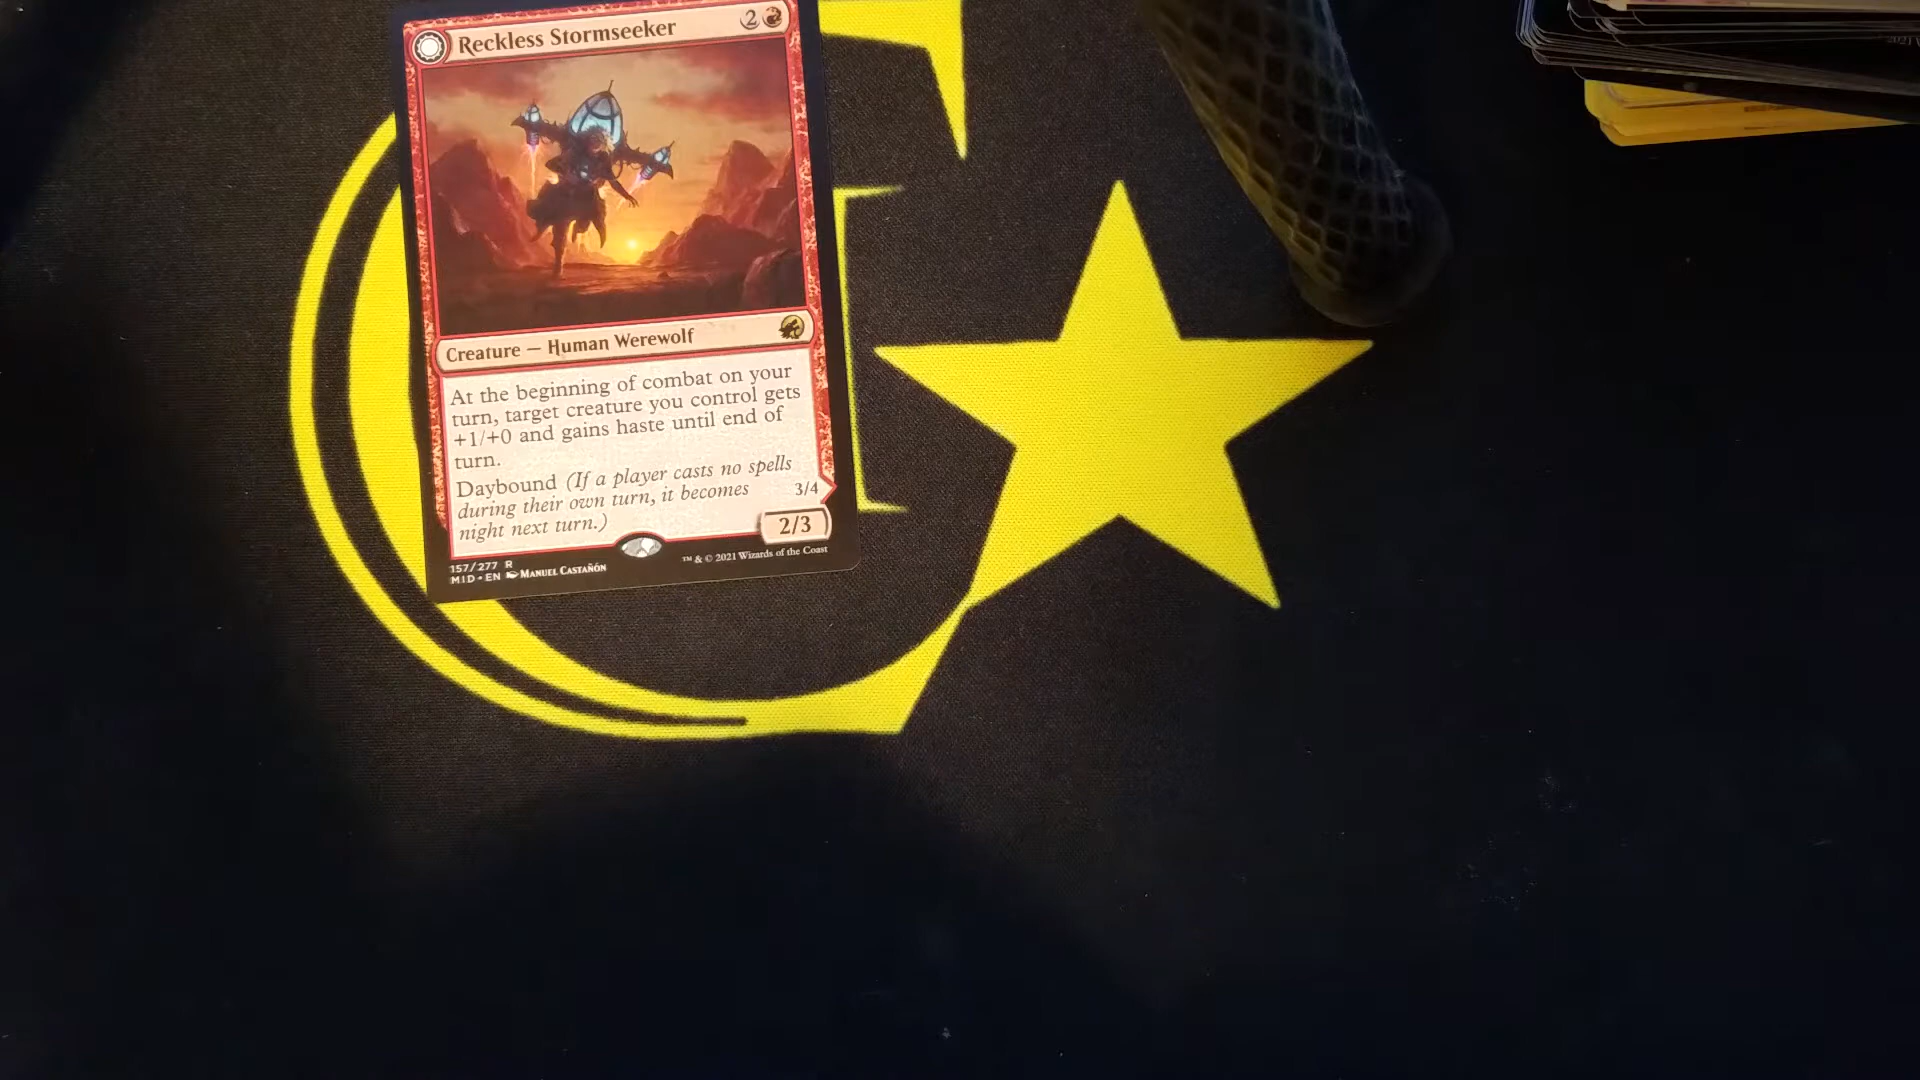 Reckless Stormseeker 2
Creature — Human Werewolf
At the beginning of combat on your
turn, target creature you control gets
+1/+0 and gains haste until end of
turn.
Daybound (If a player casts no spells
during their own turn, it becomes
night next turn.)
3/4
2/3
157/277 R
MID • EN MANUEL CASTAÑÓN
™ & © 2021 Wizards of the Coast